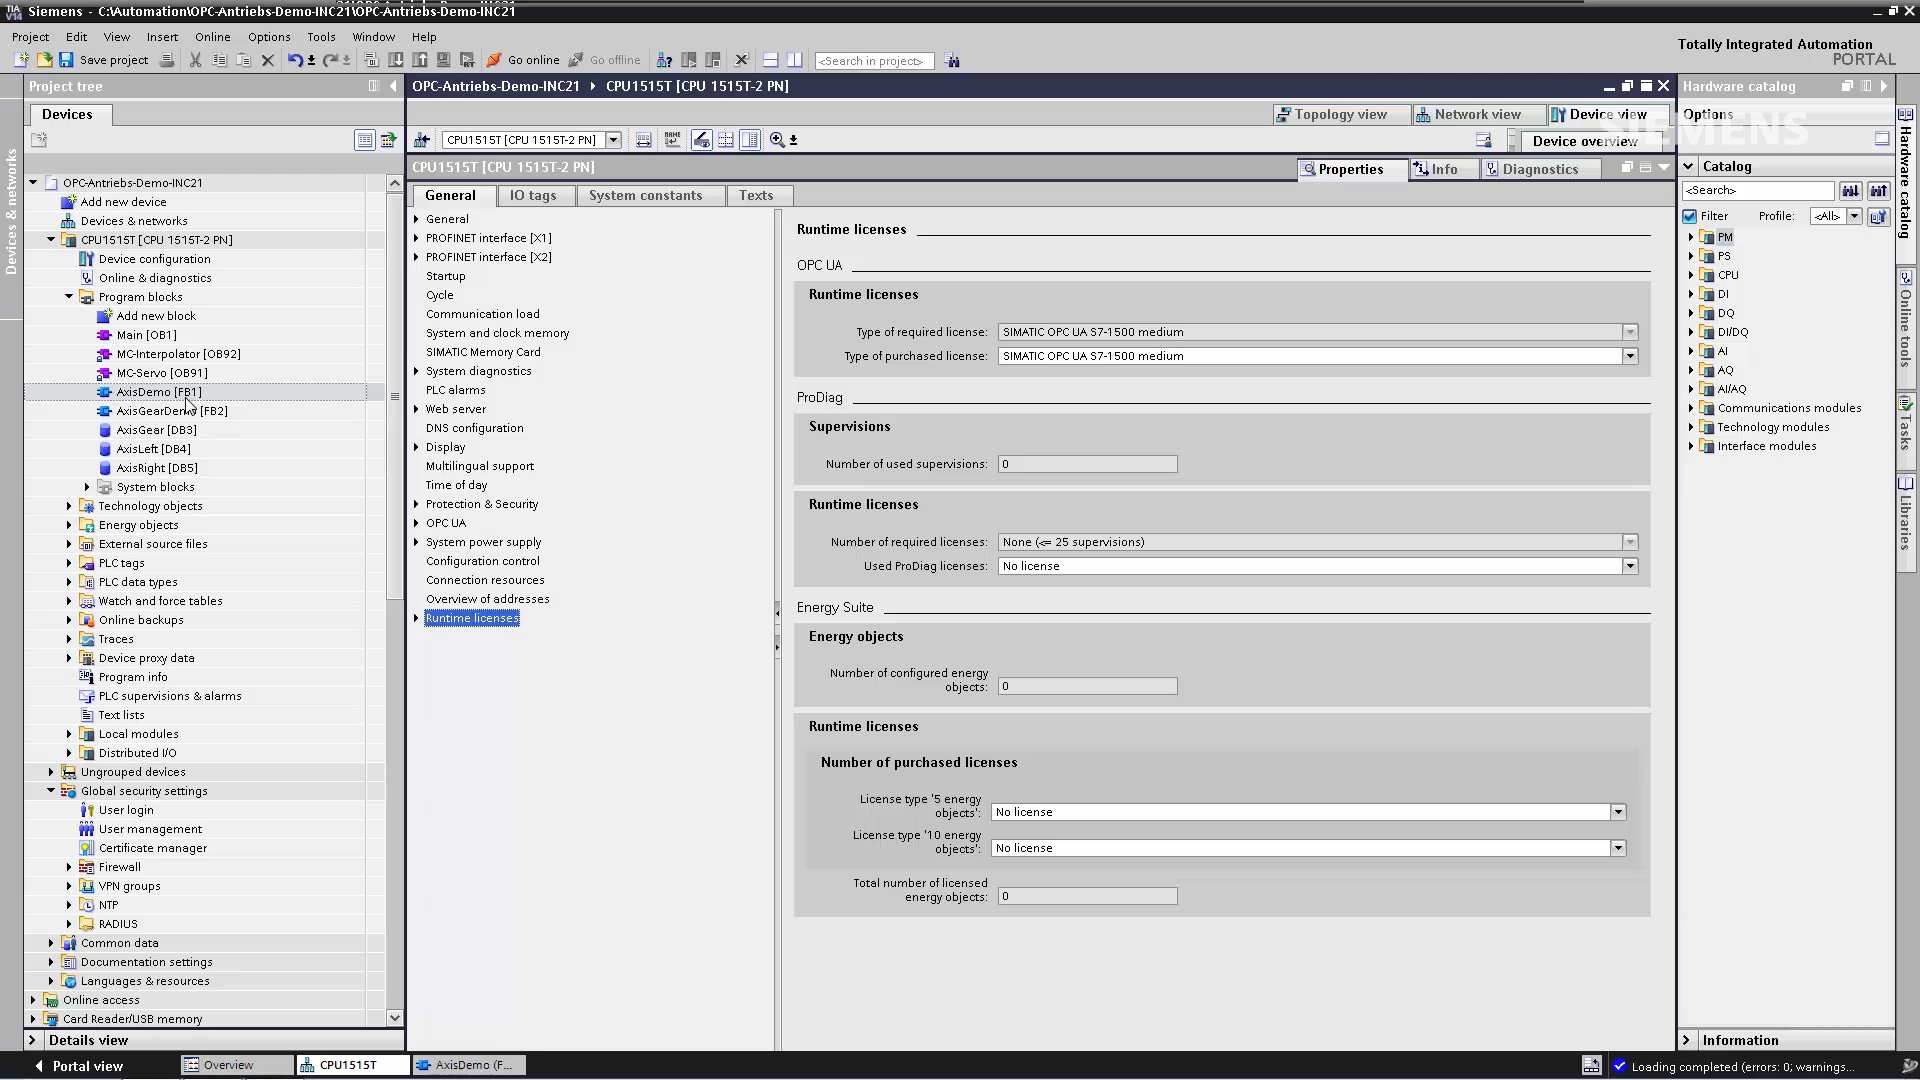 Siemens - C:\Automation\OPC-Antriebs-Demo-INC21\OPC-Antriebs-Demo-INC21
TIA
V14
Project Edit View Insert Online Options Tools Window Help
Totally Integrated Automation
PORTAL
Save project Go online Go offline <Search in project>
Project tree
OPC-Antriebs-Demo-INC21 CPU1515T [CPU 1515T-2 PN]
Hardware catalog
Devices
Topology view Network view Device view
Options
SIEMENS
CPU1515T [CPU 1515T-2 PN]
Device overview
CPU1515T [CPU 1515T-2 PN]
Properties Info Diagnostics
Catalog
General IO tags System constants Texts
<Search>
Filter Profile: <All>
Devices & networks
OPC-Antriebs-Demo-INC21
Add new device
Devices & networks
CPU1515T [CPU 1515T-2 PN]
Device configuration
Online & diagnostics
Program blocks
Add new block
Main [OB1]
MC-Interpolator [OB92]
MC-Servo [OB91]
AxisDemo [FB1]
AxisGearDemo [FB2]
AxisGear [DB3]
AxisLeft [DB4]
AxisRight [DB5]
System blocks
Technology objects
Energy objects
External source files
PLC tags
PLC data types
Watch and force tables
Online backups
Traces
Device proxy data
Program info
PLC supervisions & alarms
Text lists
Local modules
Distributed I/O
Ungrouped devices
Global security settings
User login
User management
Certificate manager
Firewall
VPN groups
NTP
RADIUS
Common data
Documentation settings
Languages & resources
Online access
Card Reader/USB memory
Details view
General
PROFINET interface [X1]
PROFINET interface [X2]
Startup
Cycle
Communication load
System and clock memory
SIMATIC Memory Card
System diagnostics
PLC alarms
Web server
DNS configuration
Display
Multilingual support
Time of day
Protection & Security
OPC UA
System power supply
Configuration control
Connection resources
Overview of addresses
Runtime licenses
Runtime licenses
OPC UA
Runtime licenses
Type of required license: SIMATIC OPC UA S7-1500 medium
Type of purchased license: SIMATIC OPC UA S7-1500 medium
ProDiag
Supervisions
Number of used supervisions: 0
Runtime licenses
Number of required licenses: None (<= 25 supervisions)
Used ProDiag licenses: No license
Energy Suite
Energy objects
Number of configured energy
objects: 0
Runtime licenses
Number of purchased licenses
License type '5 energy
objects': No license
License type '10 energy
objects': No license
Total number of licensed
energy objects: 0
PM
PS
CPU
DI
DQ
DI/DQ
AI
AQ
AI/AQ
Communications modules
Technology modules
Interface modules
Information
Hardware catalog
Online tools
Tasks
Libraries
Portal view Overview CPU1515T AxisDemo (F...
Loading completed (errors: 0; warnings...